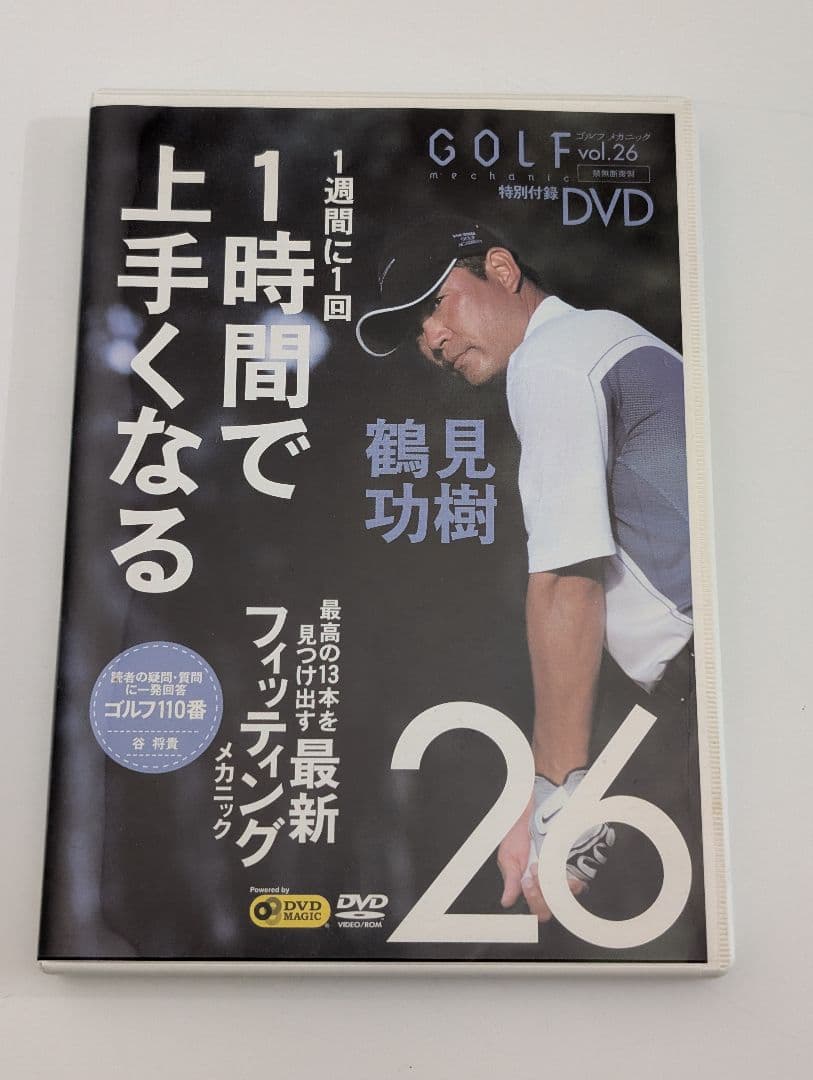 GOLF
mechanic
ゴルフ メカニック
vol.26
禁無断複製
特別付録
DVD
1週間に1回
1時間で
上手くなる
鶴見
功樹
最高の13本を
見つけ出す
最新
フィッティング
メカニック
読者の疑問・質問
に一発回答
ゴルフ110番
谷 将貴
26
Powered by
DVD
MAGIC
DVD
VIDEO/ROM